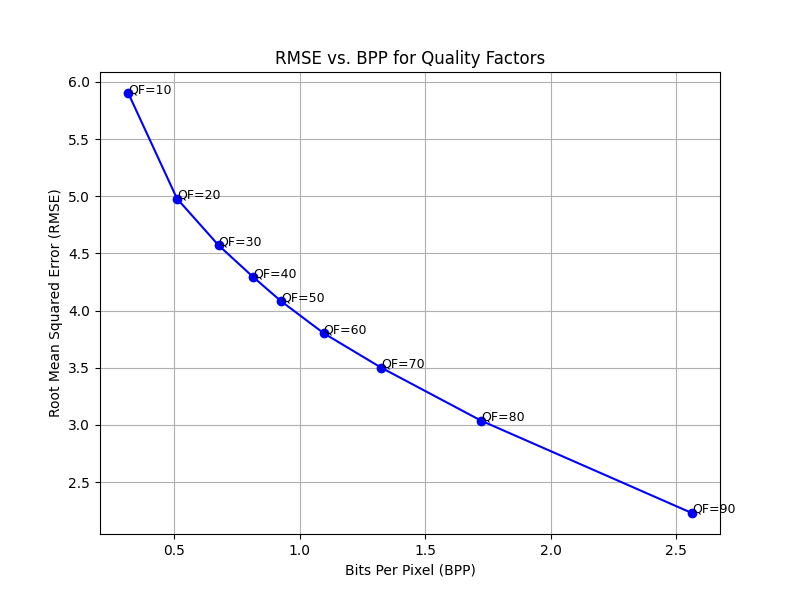 RMSE vs. BPP for Quality Factors
Root Mean Squared Error (RMSE)
6.0
5.5
5.0
4.5
4.0
3.5
3.0
2.5
QF=10
QF=20
QF=30
QF=40
QF=50
QF=60
QF=70
QF=80
QF=90
0.5 1.0 1.5 2.0 2.5
Bits Per Pixel (BPP)